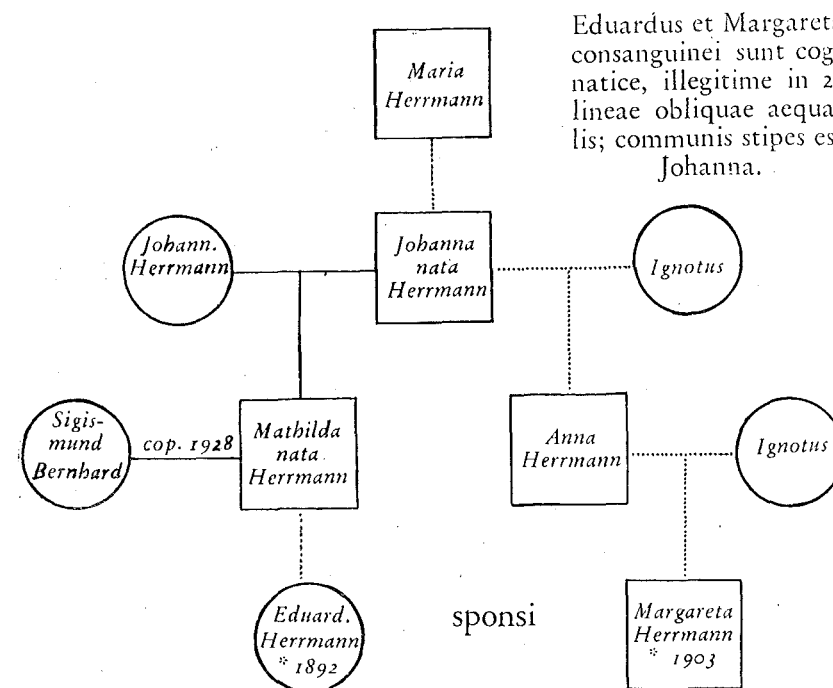 Eduardus et Margareta
consanguinei sunt cog-
natice, illegitime in 2
lineae obliquae aequa-
lis; communis stipes es
Johanna.
Maria
Herrmann
Johann.
Herrmann
Johanna
nata
Herrmann
Ignotus
Sigis-
mund
Bernhard
cop. 1928
Mathilda
nata
Herrmann
Anna
Herrmann
Ignotus
Eduard.
Herrmann
* 1892
sponsi
Margareta
Herrmann
* 1903